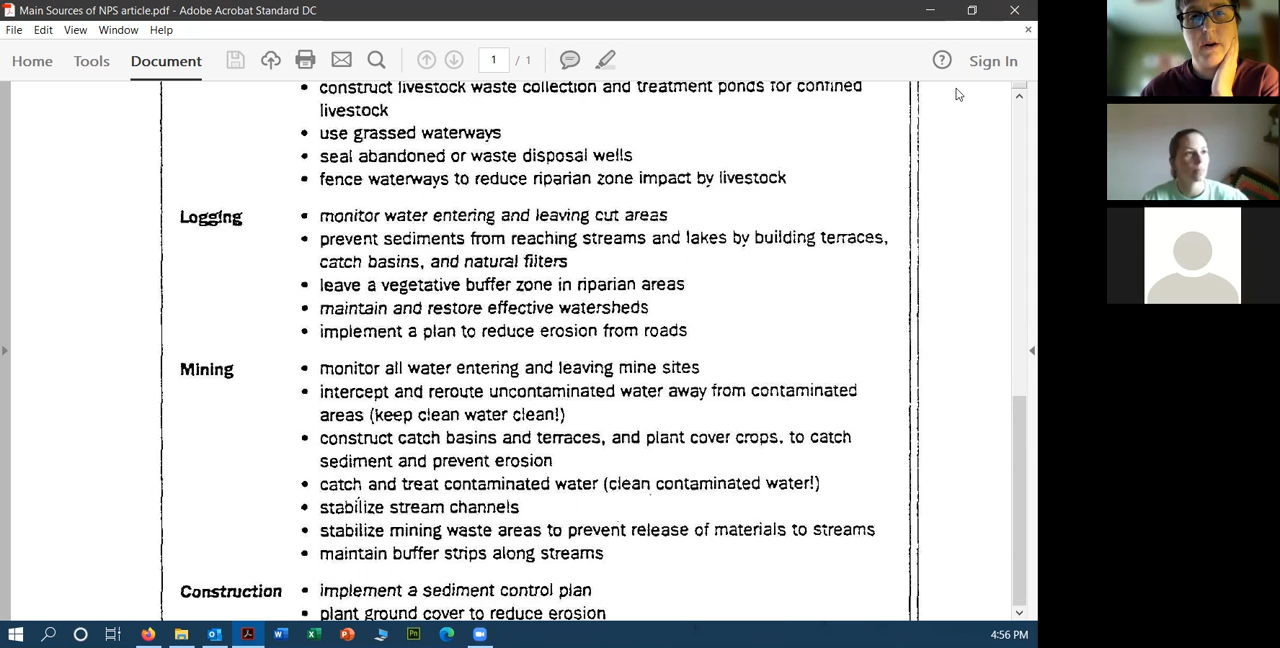 Main Sources of NPS article.pdf - Adobe Acrobat Standard DC
File Edit View Window Help
Home Tools Document 1 / 1 Sign In
• construct livestock waste collection and treatment ponds for confined
livestock
• use grassed waterways
• seal abandoned or waste disposal wells
• fence waterways to reduce riparian zone impact by livestock
Logging • monitor water entering and leaving cut areas
• prevent sediments from reaching streams and lakes by building terraces,
catch basins, and natural filters
• leave a vegetative buffer zone in riparian areas
• maintain and restore effective watersheds
• implement a plan to reduce erosion from roads
Mining • monitor all water entering and leaving mine sites
• intercept and reroute uncontaminated water away from contaminated
areas (keep clean water clean!)
• construct catch basins and terraces, and plant cover crops, to catch
sediment and prevent erosion
• catch and treat contaminated water (clean contaminated water!)
• stabilize stream channels
• stabilize mining waste areas to prevent release of materials to streams
• maintain buffer strips along streams
Construction • implement a sediment control plan
• plant ground cover to reduce erosion
4:56 PM